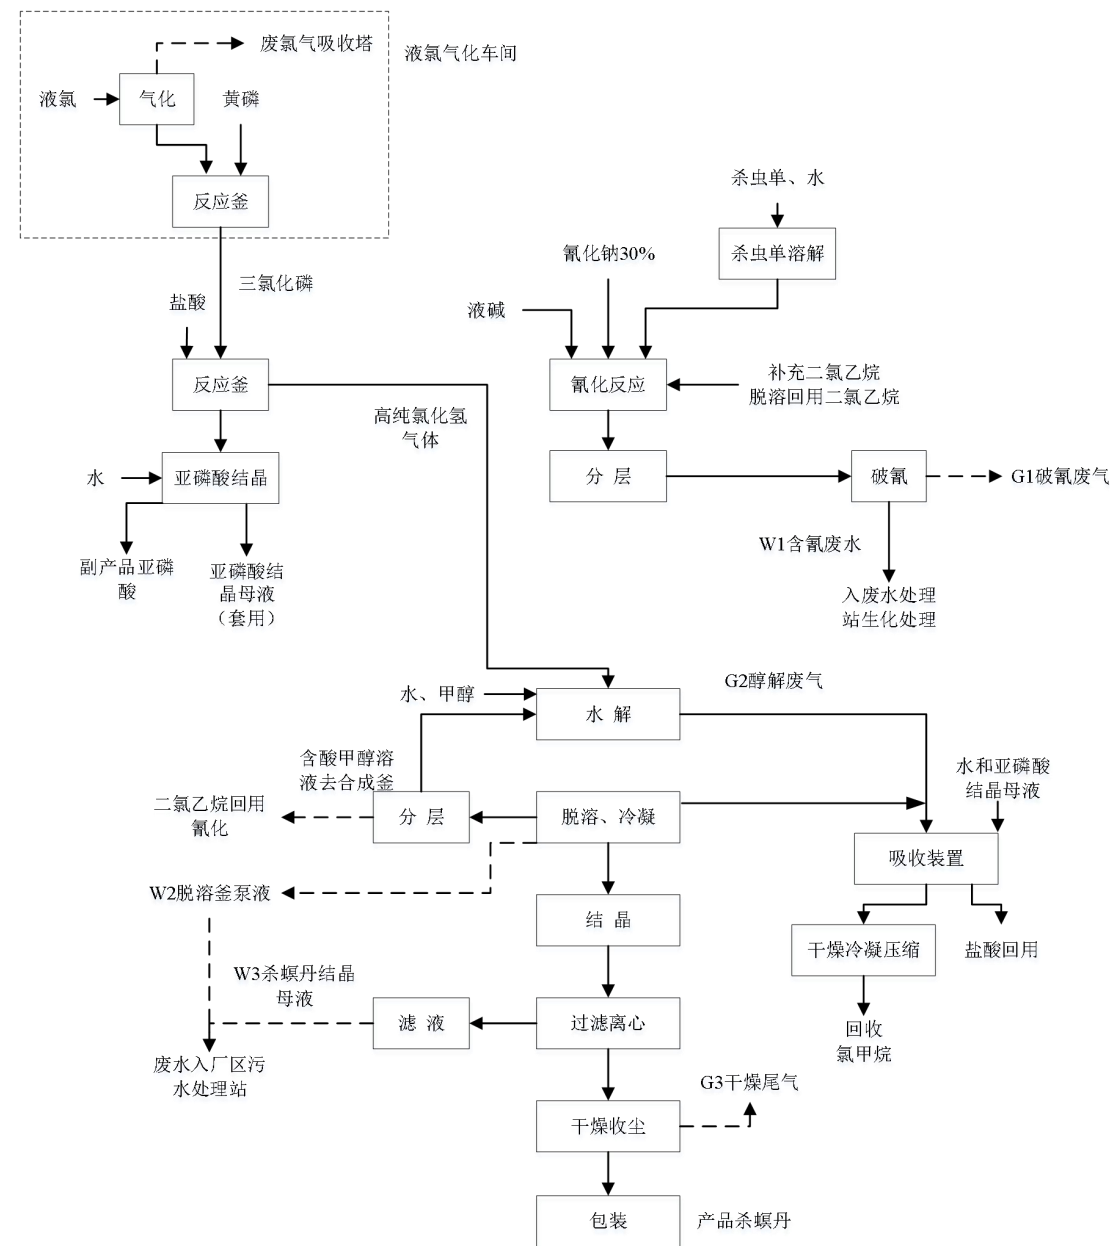 废氯气吸收塔
液氯气化车间
液氯
气化
黄磷
反应釜
杀虫单、水
氰化钠30%
杀虫单溶解
三氯化磷
盐酸
液碱
反应釜
氰化反应
补充二氯乙烷
脱溶回用二氯乙烷
高纯氯化氢
气体
水
亚磷酸结晶
分 层
破氰
G1破氰废气
W1含氰废水
副产品亚磷
酸
亚磷酸结
晶母液
（套用）
入废水处理
站生化处理
G2醇解废气
水、甲醇
水 解
含酸甲醇溶
液去合成釜
水和亚磷酸
结晶母液
二氯乙烷回用
氰化
分 层
脱溶、冷凝
吸收装置
W2脱溶釜泵液
结 晶
干燥冷凝压缩
盐酸回用
W3杀螟丹结晶
母液
滤 液
过滤离心
回收
氯甲烷
废水入厂区污
水处理站
G3干燥尾气
干燥收尘
包装
产品杀螟丹